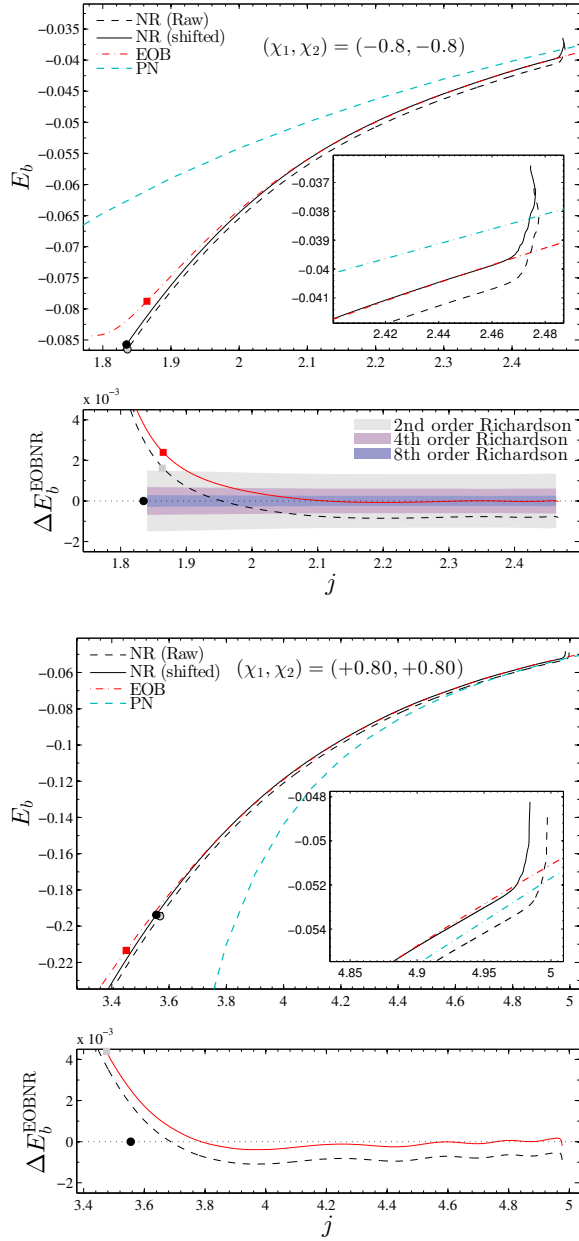 NR (Raw)
NR (shifted)
EOB
PN
(χ1, χ2) = (−0.8, −0.8)
−0.035
−0.04
−0.045
−0.05
−0.055
−0.06
−0.065
−0.07
−0.075
−0.08
−0.085
E_b
−0.037
−0.038
−0.039
−0.04
−0.041
2.42 2.44 2.46 2.48
1.8 1.9 2 2.1 2.2 2.3 2.4
x 10^−3
4
2
0
−2
ΔE_b^EOBNR
2nd order Richardson
4th order Richardson
8th order Richardson
1.8 1.9 2 2.1 2.2 2.3 2.4
j
NR (Raw)
NR (shifted)
EOB
PN
(χ1, χ2) = (+0.80, +0.80)
−0.06
−0.08
−0.1
−0.12
−0.14
−0.16
−0.18
−0.2
−0.22
E_b
−0.048
−0.05
−0.052
−0.054
4.85 4.9 4.95 5
3.4 3.6 3.8 4 4.2 4.4 4.6 4.8 5
x 10^−3
4
2
0
−2
ΔE_b^EOBNR
3.4 3.6 3.8 4 4.2 4.4 4.6 4.8 5
j